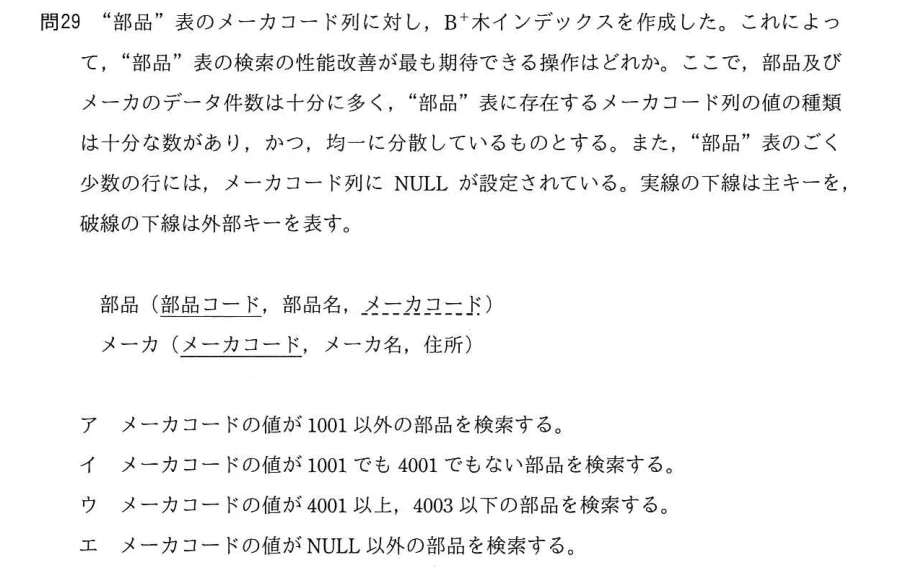 問29 “部品”表のメーカコード列に対し，B⁺木インデックスを作成した。これによっ
て，“部品”表の検索の性能改善が最も期待できる操作はどれか。ここで，部品及び
メーカのデータ件数は十分に多く，“部品”表に存在するメーカコード列の値の種類
は十分な数があり，かつ，均一に分散しているものとする。また，“部品”表のごく
少数の行には，メーカコード列に NULL が設定されている。実線の下線は主キーを，
破線の下線は外部キーを表す。
部品（部品コード，部品名，メーカコード）
メーカ（メーカコード，メーカ名，住所）
ア メーカコードの値が 1001 以外の部品を検索する。
イ メーカコードの値が 1001 でも 4001 でもない部品を検索する。
ウ メーカコードの値が 4001 以上，4003 以下の部品を検索する。
エ メーカコードの値が NULL 以外の部品を検索する。